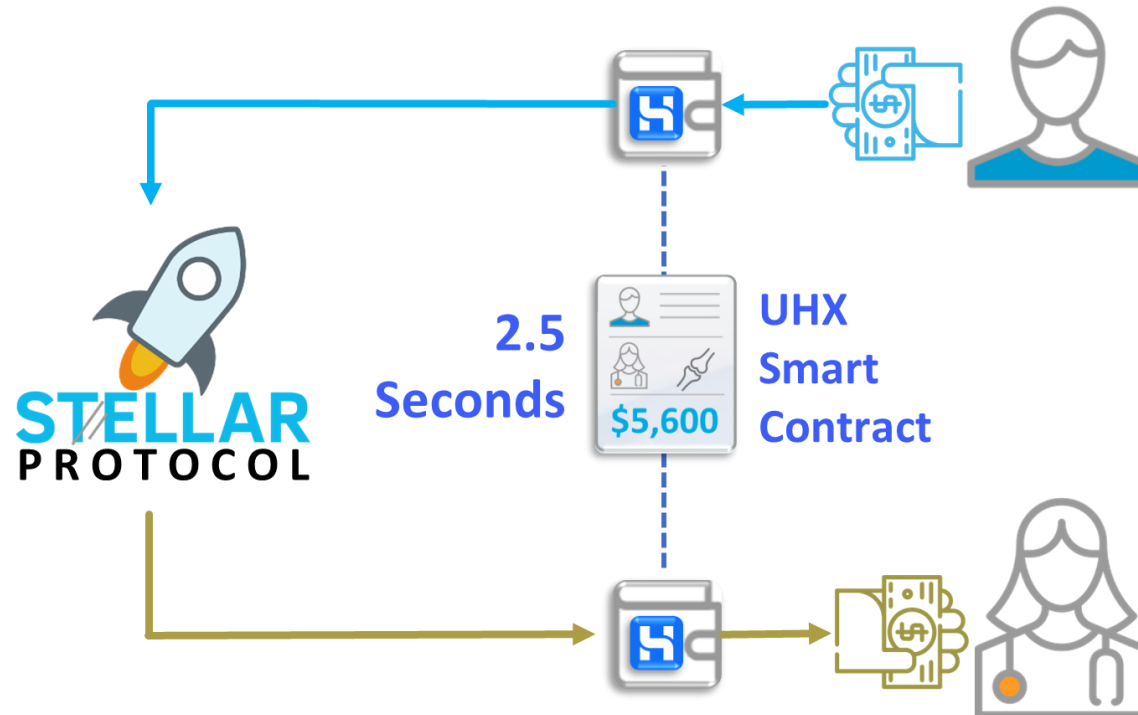 2.5
Seconds
UHX
Smart
Contract
$5,600
STELLAR
PROTOCOL